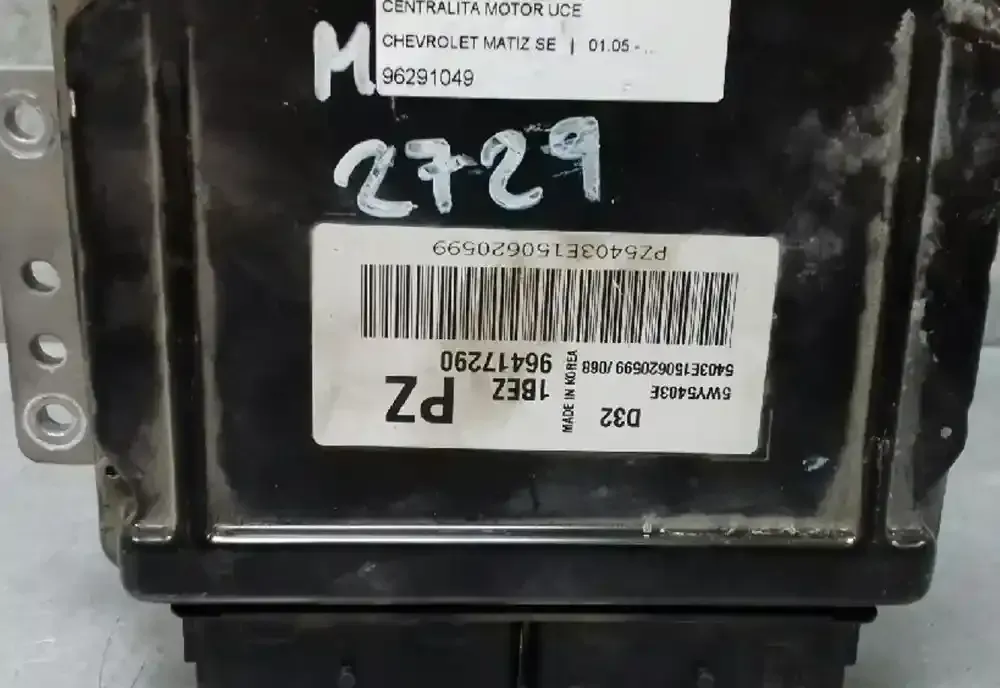 CENTRALITA MOTOR UCE
CHEVROLET MATIZ SE | 01.05 - ...
96291049
M
2729
D32
5WY5403E
5403E150620599 /068
MADE IN KOREA
PZ
1BEZ
96417290
PZ5403E150620599